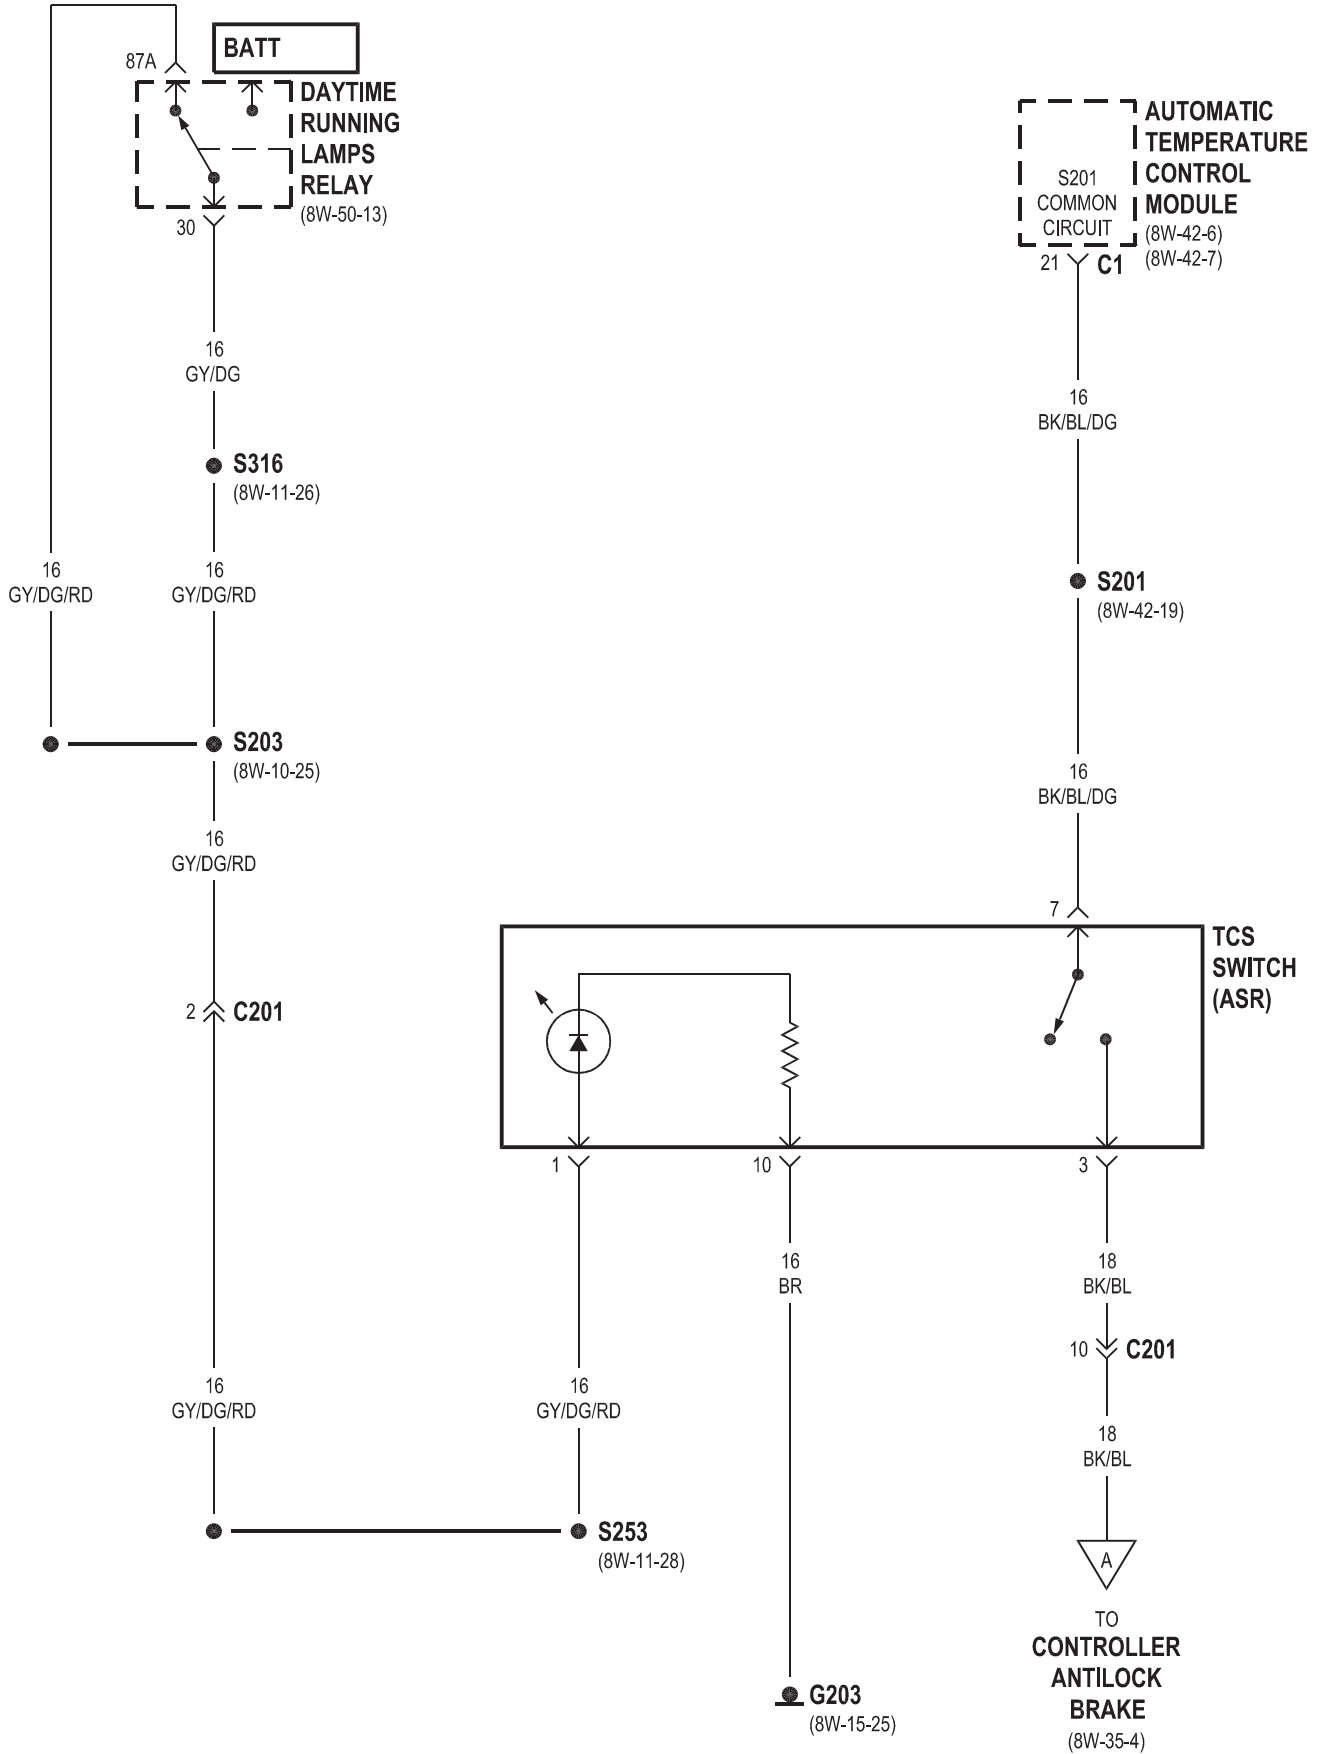 BATT
87A
DAYTIME
RUNNING
LAMPS
RELAY
(8W-50-13)
30
16
GY/DG
S316
(8W-11-26)
16
GY/DG/RD
16
GY/DG/RD
S203
(8W-10-25)
16
GY/DG/RD
2
C201
16
GY/DG/RD
16
GY/DG/RD
S253
(8W-11-28)
S201
COMMON
CIRCUIT
AUTOMATIC
TEMPERATURE
CONTROL
MODULE
(8W-42-6)
(8W-42-7)
21
C1
16
BK/BL/DG
S201
(8W-42-19)
16
BK/BL/DG
7
TCS
SWITCH
(ASR)
1
10
3
16
BR
G203
(8W-15-25)
18
BK/BL
10
C201
18
BK/BL
A
TO
CONTROLLER
ANTILOCK
BRAKE
(8W-35-4)